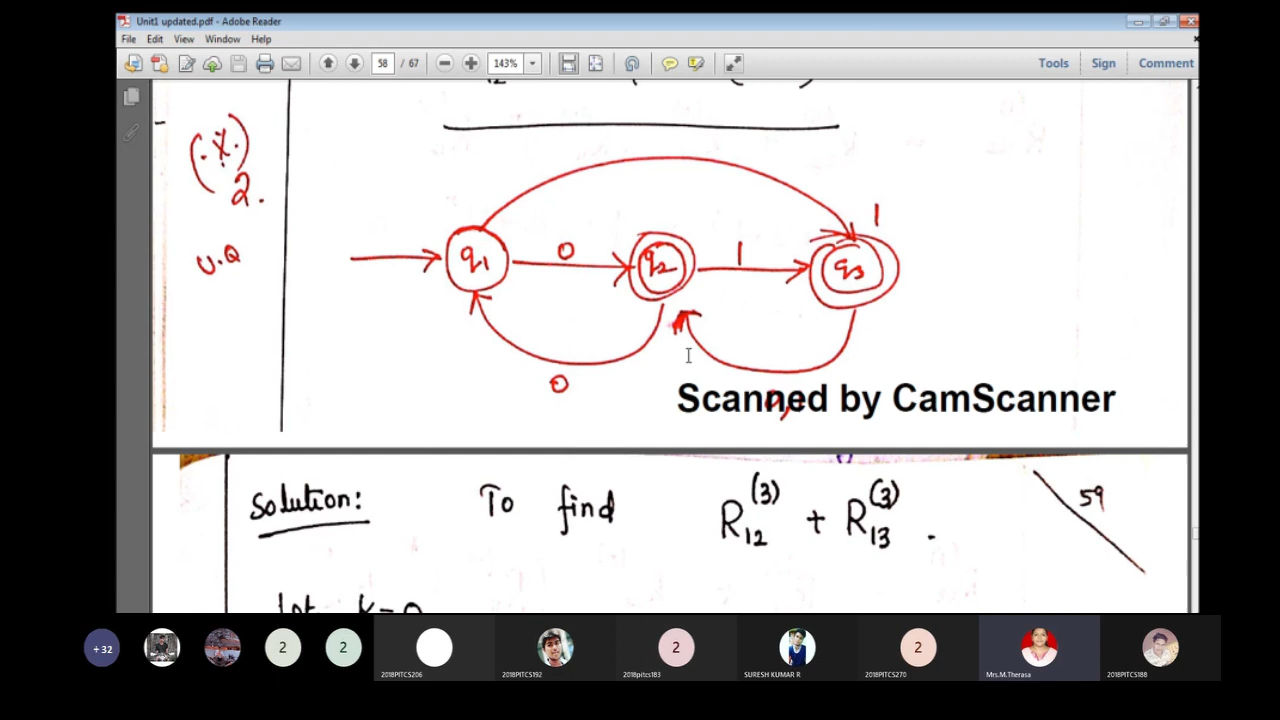 Unit1 updated.pdf - Adobe Reader
File Edit View Window Help
58 / 67 143% Tools Sign Comment
2.
U.Q
1
q1 0 q2 1 q3
0
Scanned by CamScanner
Solution: To find R12(3) + R13(3) . 59
+32 2 2 2 2
2018PITCS206 2018PITCS192 2018pitcs183 SURESH KUMAR R 2018PITCS270 Mrs.M.Therasa 2018PITCS188